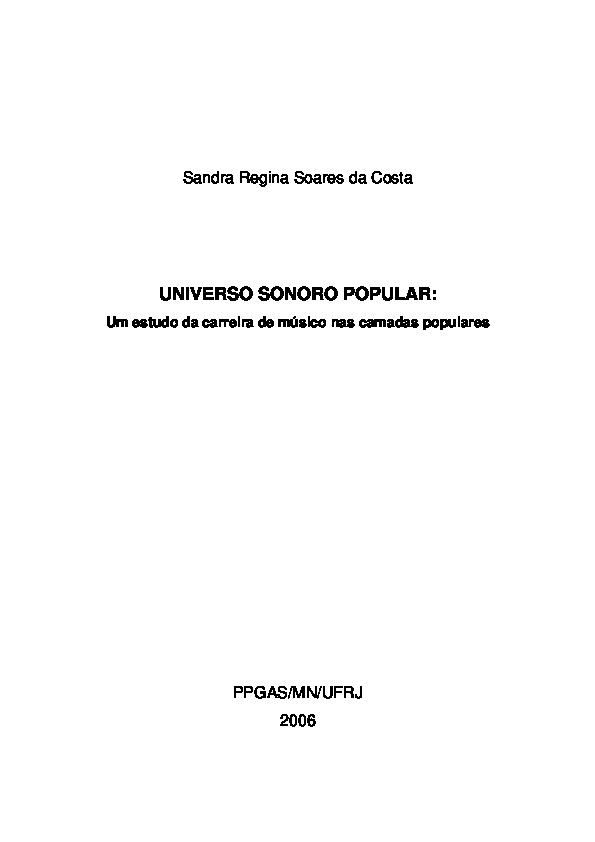 Sandra Regina Soares da Costa
UNIVERSO SONORO POPULAR:
Um estudo da carreira de músico nas camadas populares
PPGAS/MN/UFRJ
2006